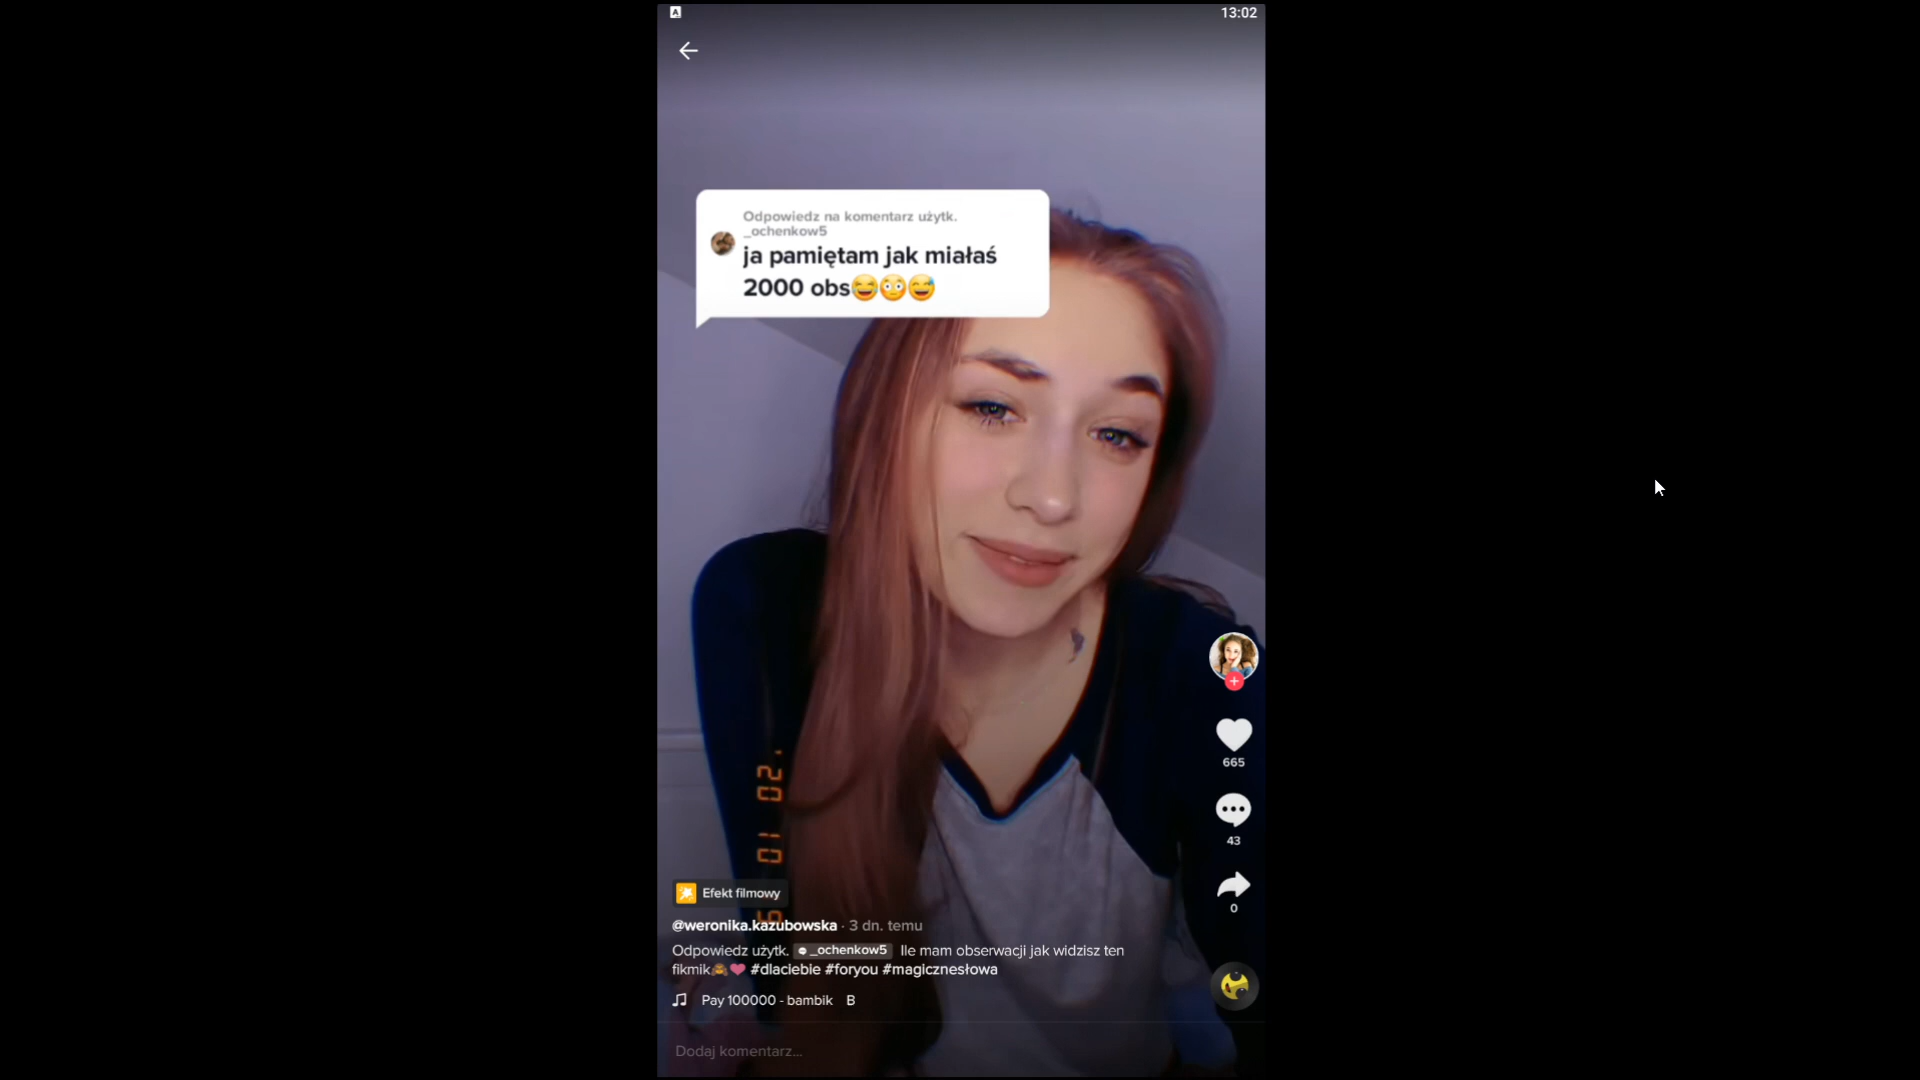 13:02
Odpowiedz na komentarz użytk.
_ochenkow5
ja pamiętam jak miałaś
2000 obs😂😳😅
665
43
0
Efekt filmowy
@weronika.kazubowska · 3 dn. temu
Odpowiedz użytk. _ochenkow5 Ile mam obserwacji jak widzisz ten
fikmik🙈❤️ #dlaciebie #foryou #magicznesłowa
Pay 100000 - bambik B
Dodaj komentarz...